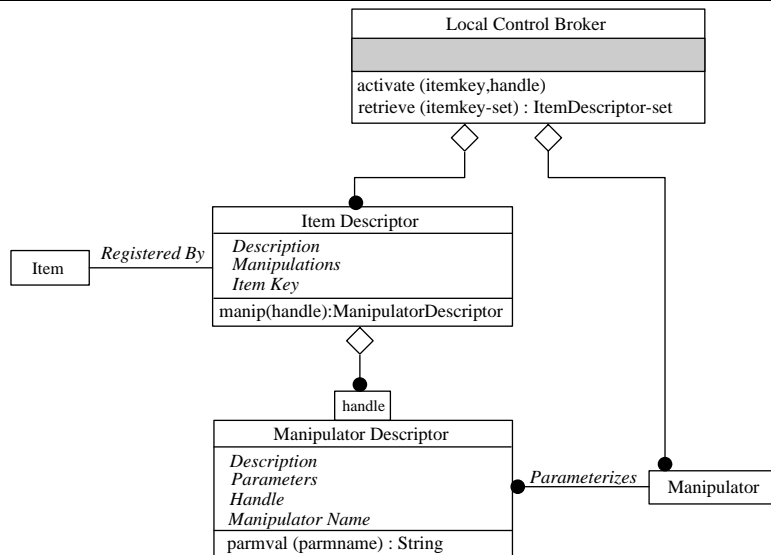 Local Control Broker
activate (itemkey,handle)
retrieve (itemkey-set) : ItemDescriptor-set
Item Descriptor
Description
Manipulations
Item Key
manip(handle):ManipulatorDescriptor
Registered By
Item
handle
Manipulator Descriptor
Description
Parameters
Handle
Manipulator Name
parmval (parmname) : String
Parameterizes
Manipulator